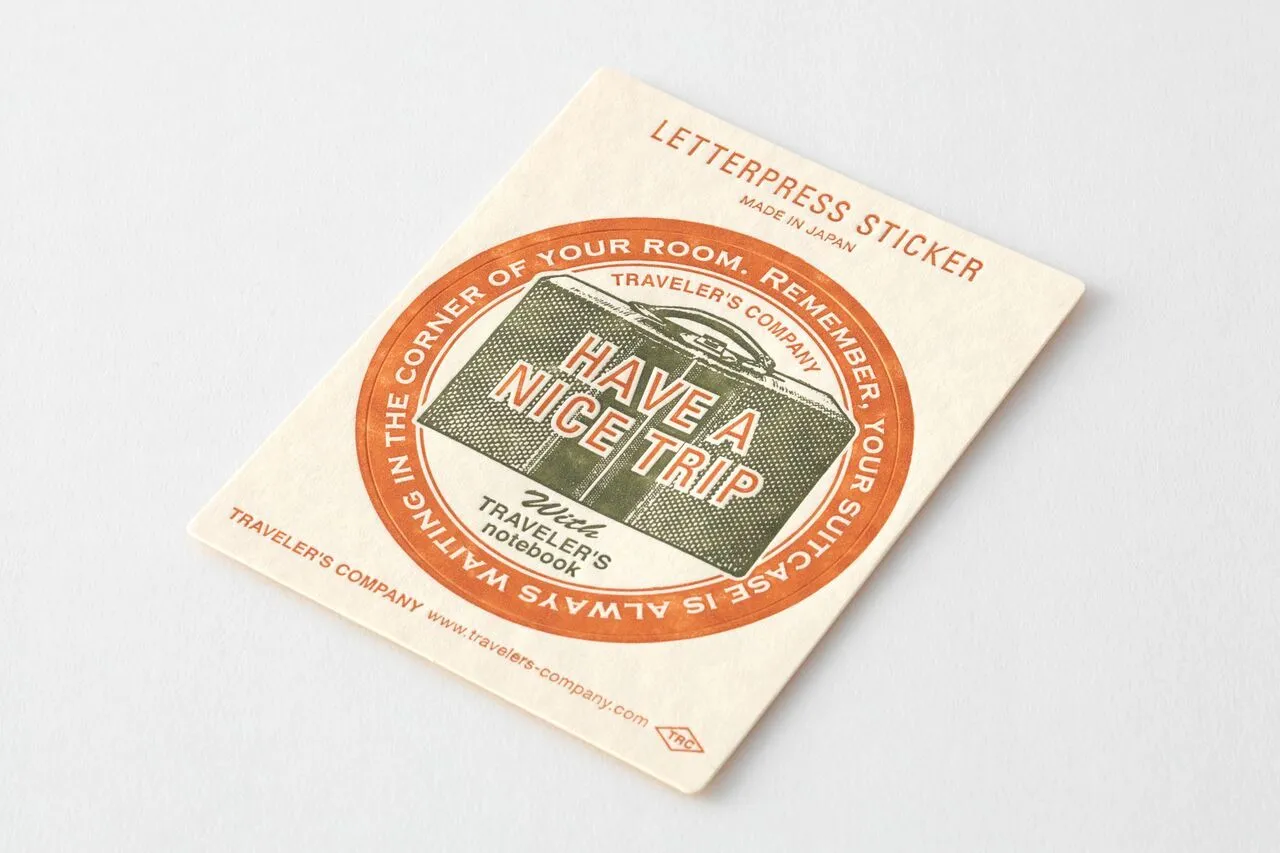 LETTERPRESS STICKER
MADE IN JAPAN
REMEMBER, YOUR SUITCASE IS ALWAYS WAITING IN THE CORNER OF YOUR ROOM.
TRAVELER'S COMPANY
HAVE A
NICE TRIP
With
TRAVELER'S
notebook
TRAVELER'S COMPANY www.travelers-company.com
TRC